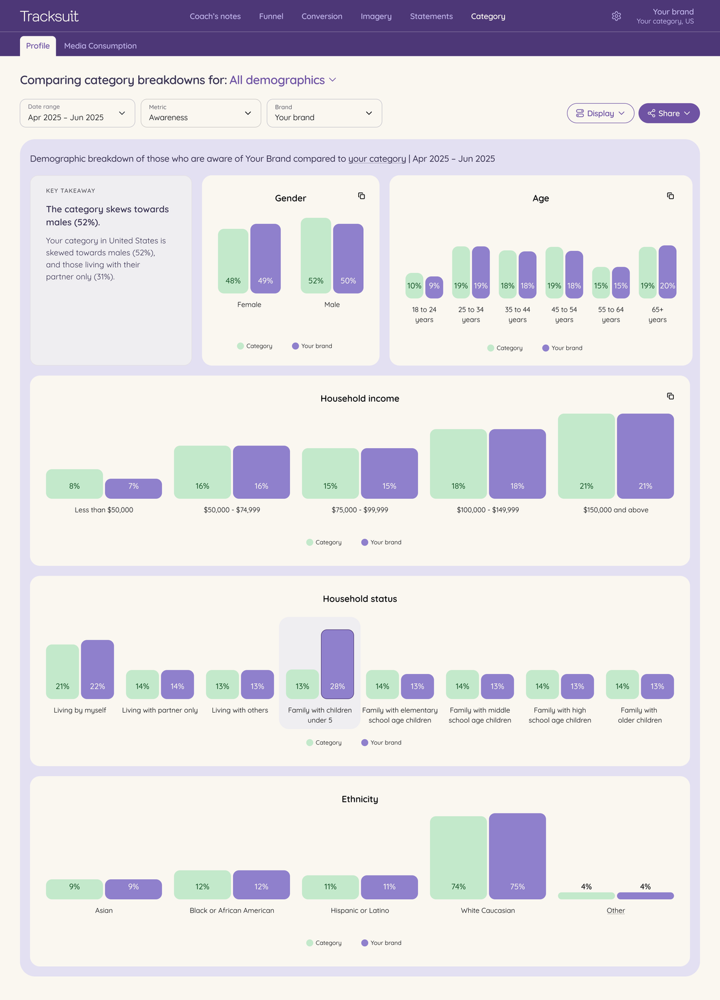 Tracksuit
Coach's notes
Funnel
Conversion
Imagery
Statements
Category
Your brand
Your category, US
Profile
Media Consumption
Comparing category breakdowns for: All demographics
Date range
Apr 2025 – Jun 2025
Metric
Awareness
Brand
Your brand
Display
Share
Demographic breakdown of those who are aware of Your Brand compared to your category | Apr 2025 – Jun 2025
KEY TAKEAWAY
The category skews towards
males (52%).
Your category in United States is
skewed towards males (52%),
and those living with their
partner only (31%).
Gender
48% 49% 52% 50%
Female Male
Category Your brand
Age
10% 9% 19% 19% 18% 18% 19% 18% 15% 15% 19% 20%
18 to 24
years
25 to 34
years
35 to 44
years
45 to 54
years
55 to 64
years
65+
years
Category Your brand
Household income
8% 7% 16% 16% 15% 15% 18% 18% 21% 21%
Less than $50,000
$50,000 - $74,999
$75,000 - $99,999
$100,000 - $149,999
$150,000 and above
Category Your brand
Household status
21% 22% 14% 14% 13% 13% 13% 28% 14% 13% 14% 13% 14% 13% 14% 13%
Living by myself
Living with partner only
Living with others
Family with children
under 5
Family with elementary
school age children
Family with middle
school age children
Family with high
school age children
Family with
older children
Category Your brand
Ethnicity
9% 9% 12% 12% 11% 11% 74% 75% 4% 4%
Asian
Black or African American
Hispanic or Latino
White Caucasian
Other
Category Your brand